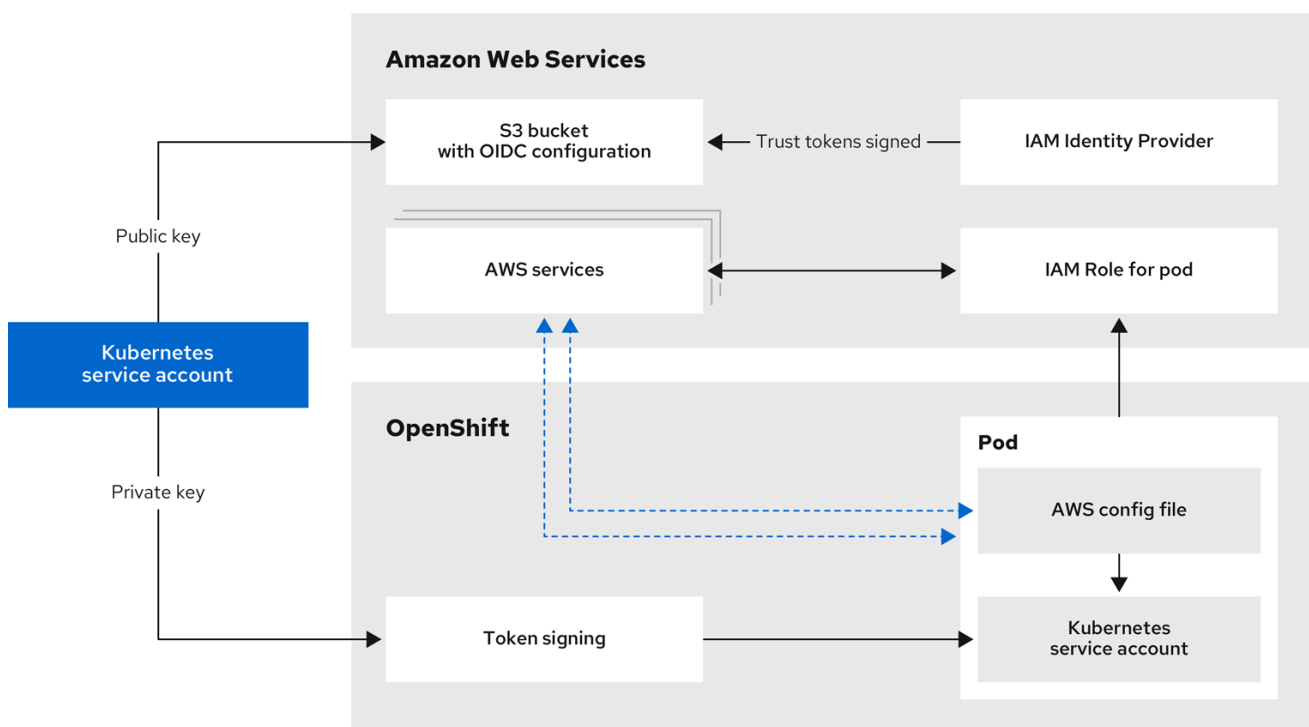 Amazon Web Services
S3 bucket
with OIDC configuration
Trust tokens signed
IAM Identity Provider
Public key
AWS services
IAM Role for pod
Kubernetes
service account
OpenShift
Pod
Private key
AWS config file
Token signing
Kubernetes
service account